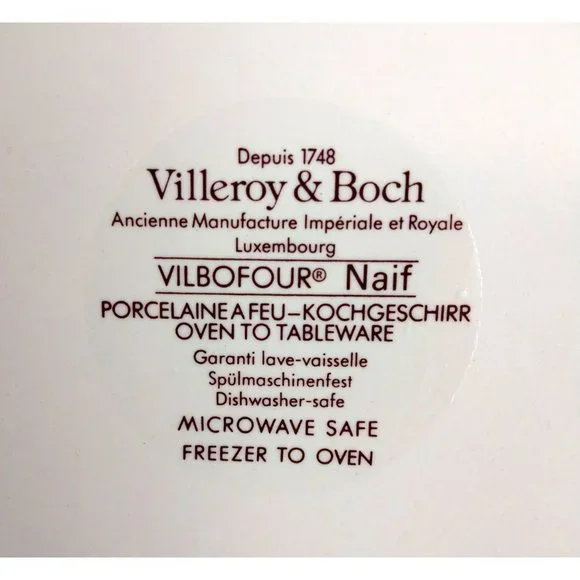 Depuis 1748
Villeroy & Boch
Ancienne Manufacture Impériale et Royale
Luxembourg
VILBOFOUR® Naif
PORCELAINE A FEU–KOCHGESCHIRR
OVEN TO TABLEWARE
Garanti lave-vaisselle
Spülmaschinenfest
Dishwasher-safe
MICROWAVE SAFE
FREEZER TO OVEN